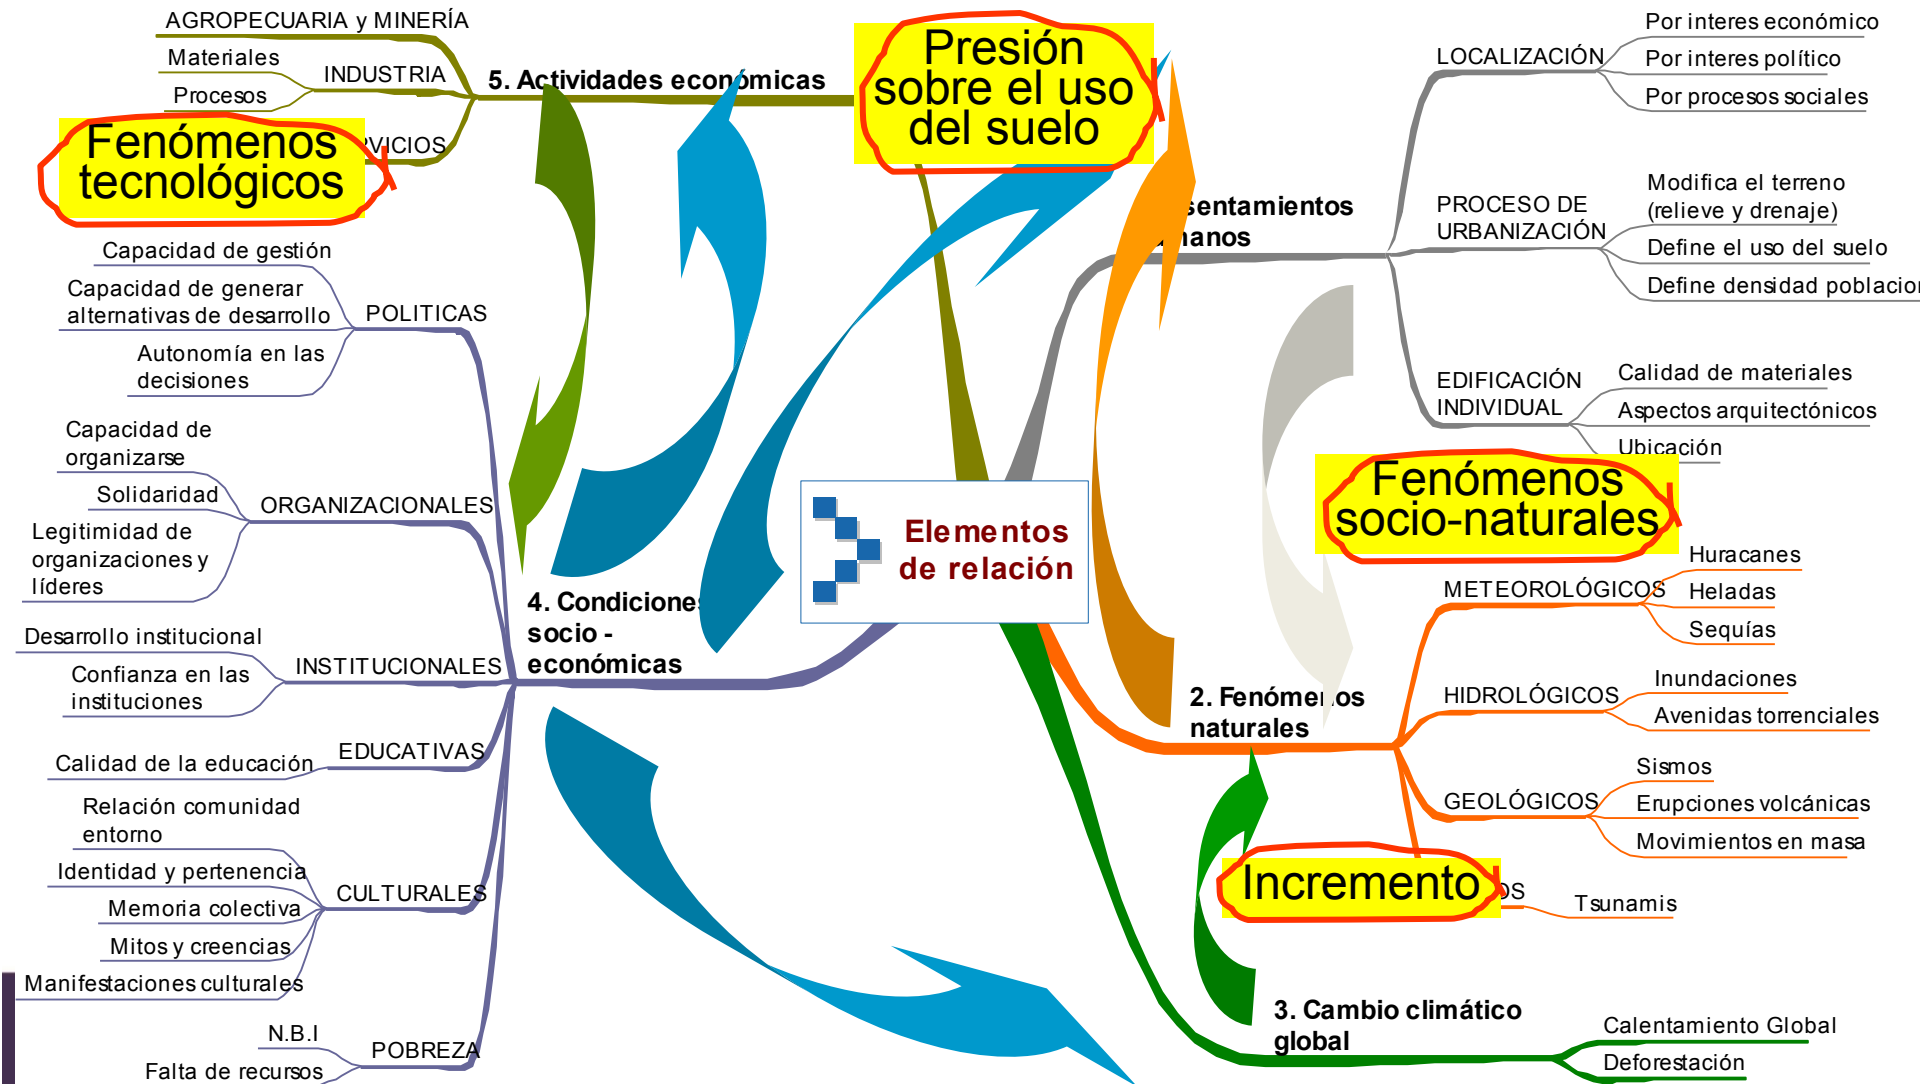 AGROPECUARIA y MINERÍA
Materiales
INDUSTRIA
Procesos
5. Actividades económicas
Fenómenos
tecnológicos
Presión
sobre el uso
del suelo
LOCALIZACIÓN
Por interes económico
Por interes político
Por procesos sociales
PROCESO DE
URBANIZACIÓN
Modifica el terreno
(relieve y drenaje)
Define el uso del suelo
Define densidad
EDIFICACIÓN
INDIVIDUAL
Calidad de materiales
Aspectos arquitectónicos
Ubicación
Fenómenos
socio-naturales
Capacidad de gestión
Capacidad de generar
alternativas de desarrollo
POLITICAS
Autonomía en las
decisiones
Capacidad de
organizarse
Solidaridad
ORGANIZACIONALES
Legitimidad de
organizaciones y
líderes
Elementos
de relación
4. Condiciones
socio -
económicas
Desarrollo institucional
INSTITUCIONALES
Confianza en las
instituciones
EDUCATIVAS
Calidad de la educación
Relación comunidad
entorno
Identidad y pertenencia
CULTURALES
Memoria colectiva
Mitos y creencias
Manifestaciones culturales
N.B.I
POBREZA
Falta de recursos
2. Fenómenos
naturales
METEOROLÓGICOS
Huracanes
Heladas
Sequías
HIDROLÓGICOS
Inundaciones
Avenidas torrenciales
GEOLÓGICOS
Sismos
Erupciones volcánicas
Movimientos en masa
Incremento
Tsunamis
3. Cambio climático
global
Calentamiento Global
Deforestación